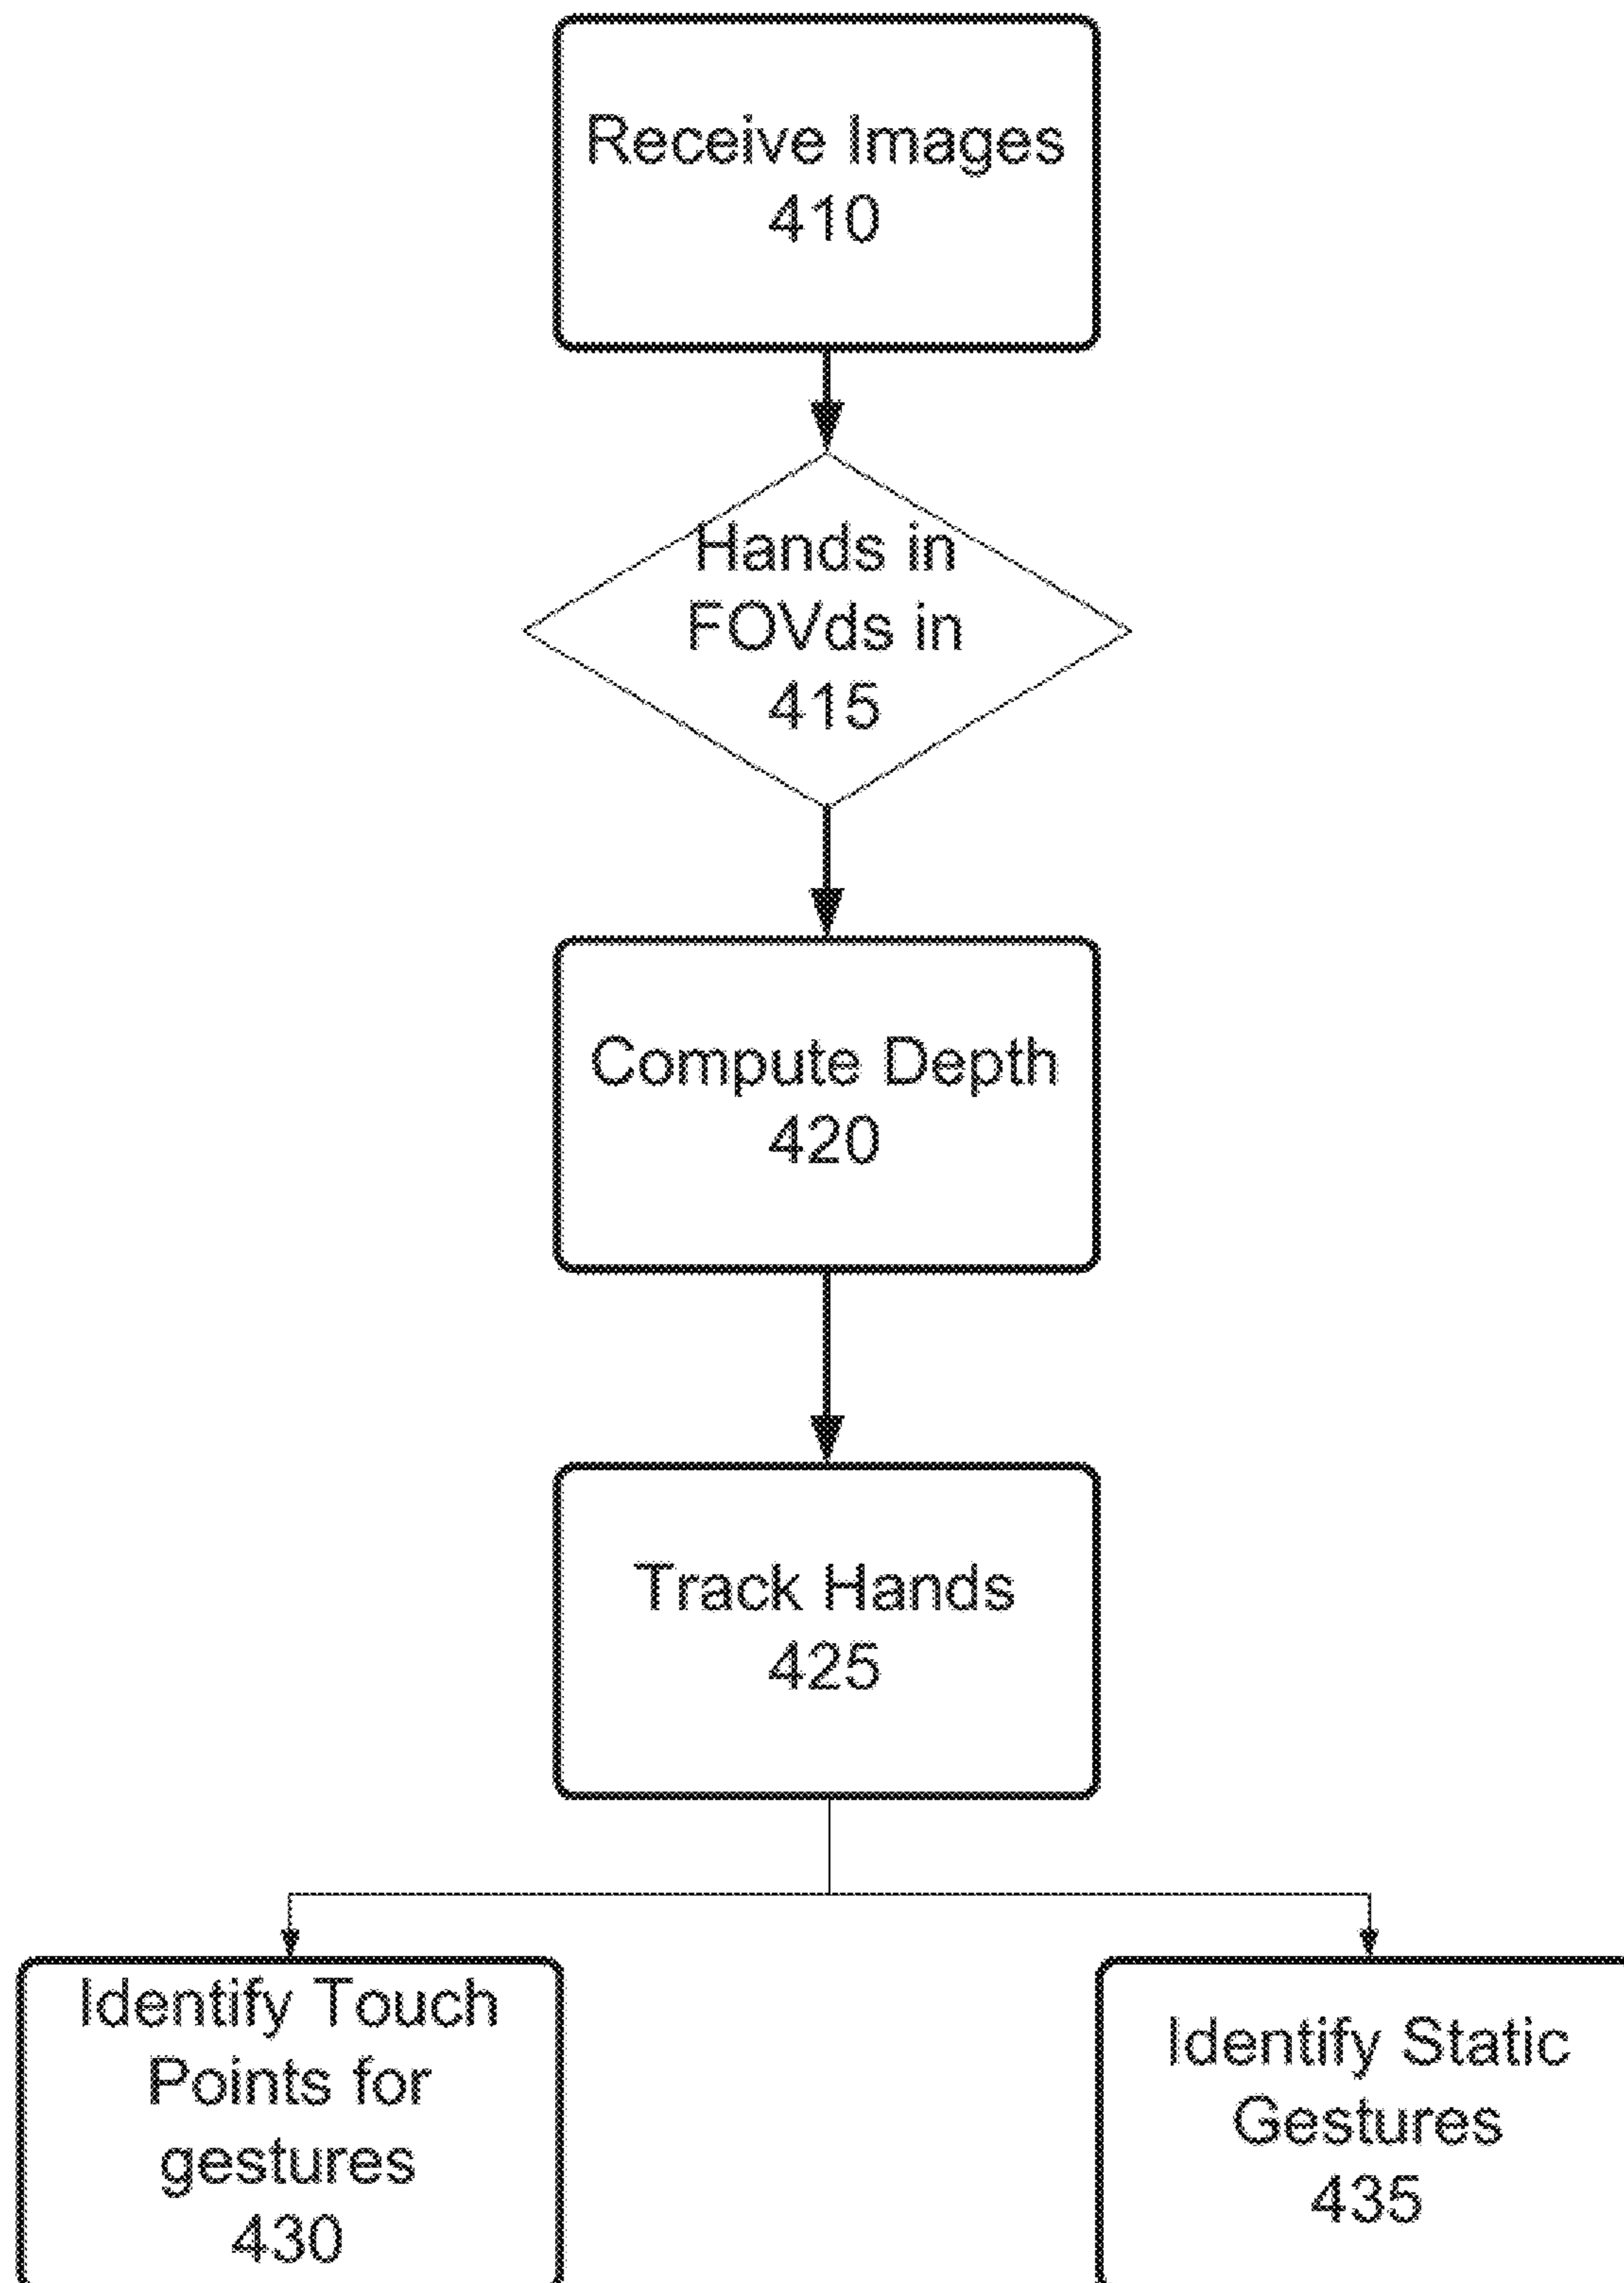 Receive Images
410
Hands in
FOVds in
415
Compute Depth
420
Track Hands
425
Identify Touch
Points for
gestures
430
Identify Static
Gestures
435